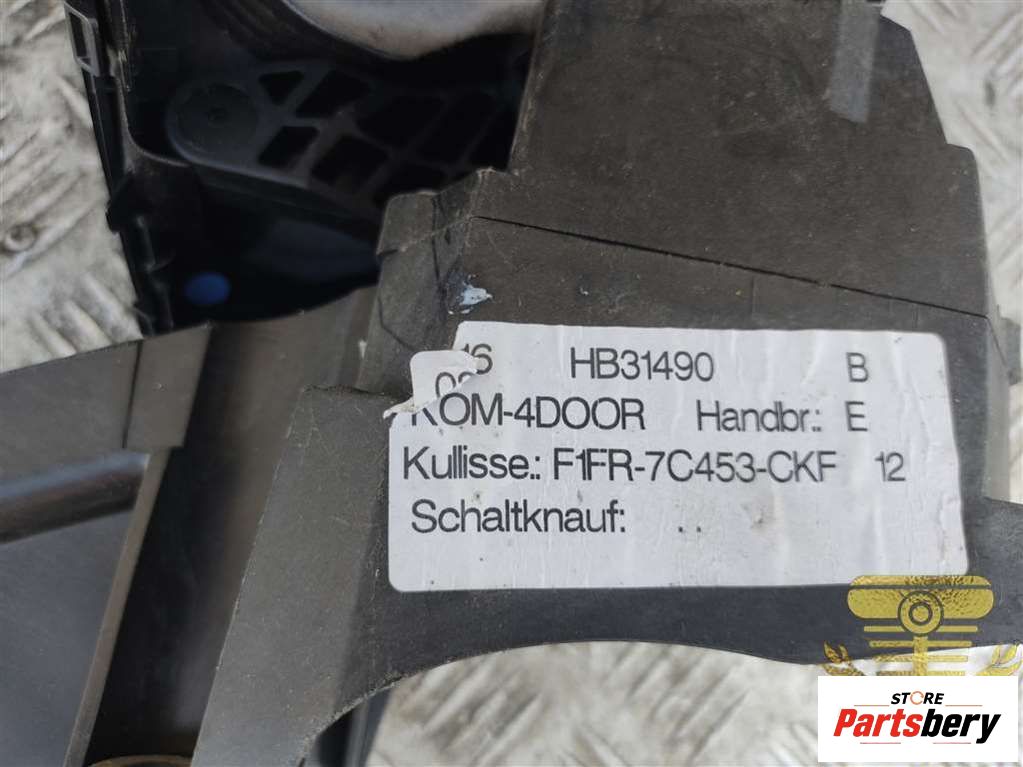 HB31490 B
KOM-4DOOR Handbr.: E
Kullisse.: F1FR-7C453-CKF 12
Schaltknauf: . .
STORE
Partsbery